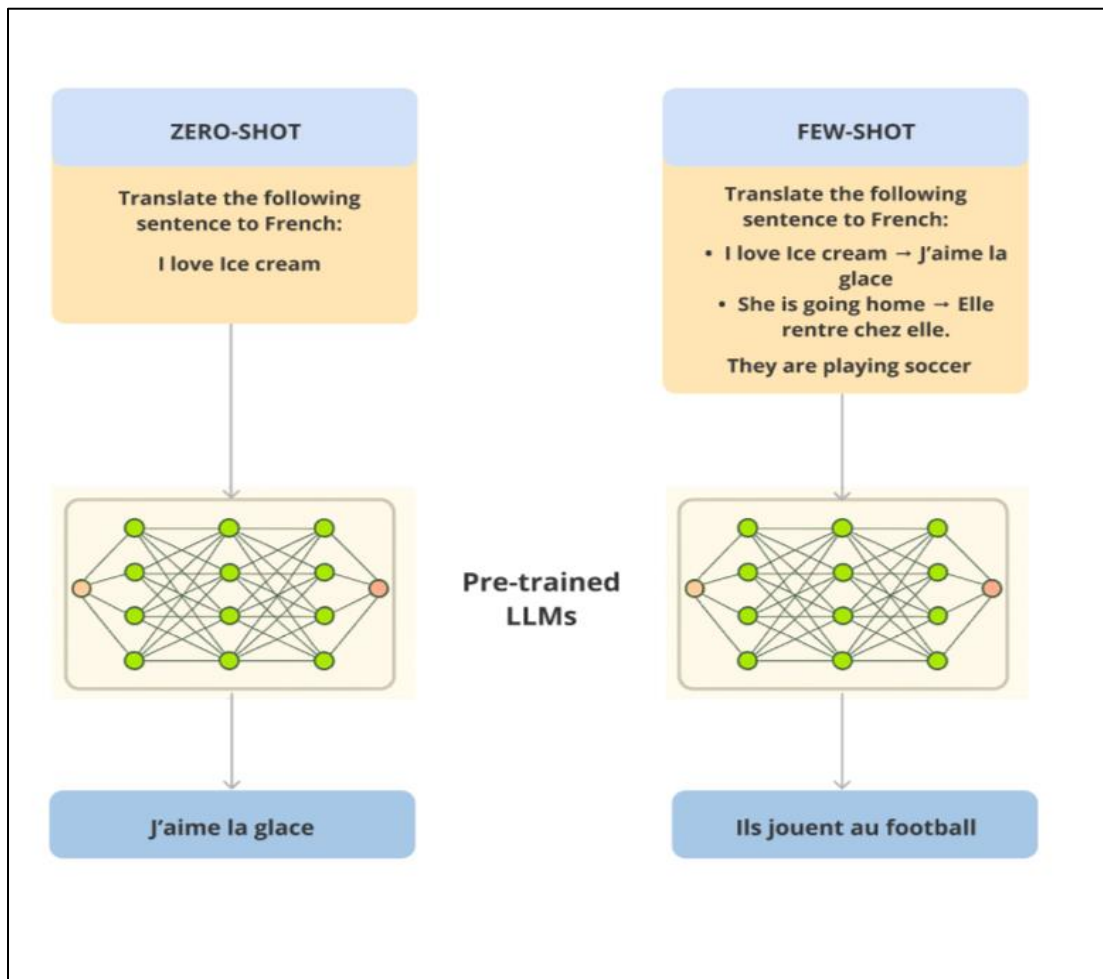 ZERO-SHOT
Translate the following
sentence to French:
I love Ice cream
FEW-SHOT
Translate the following
sentence to French:
• I love Ice cream → J’aime la
glace
• She is going home → Elle
rentre chez elle.
They are playing soccer
Pre-trained
LLMs
J’aime la glace
Ils jouent au football